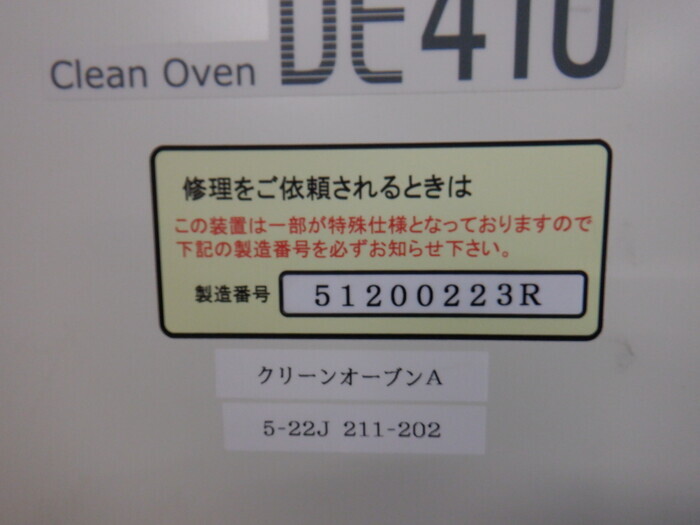 Clean Oven DE410
修理をご依頼されるときは
この装置は一部が特殊仕様となっておりますので
下記の製造番号を必ずお知らせ下さい。
製造番号 51200223R
クリーンオーブンA
5-22J 211-202